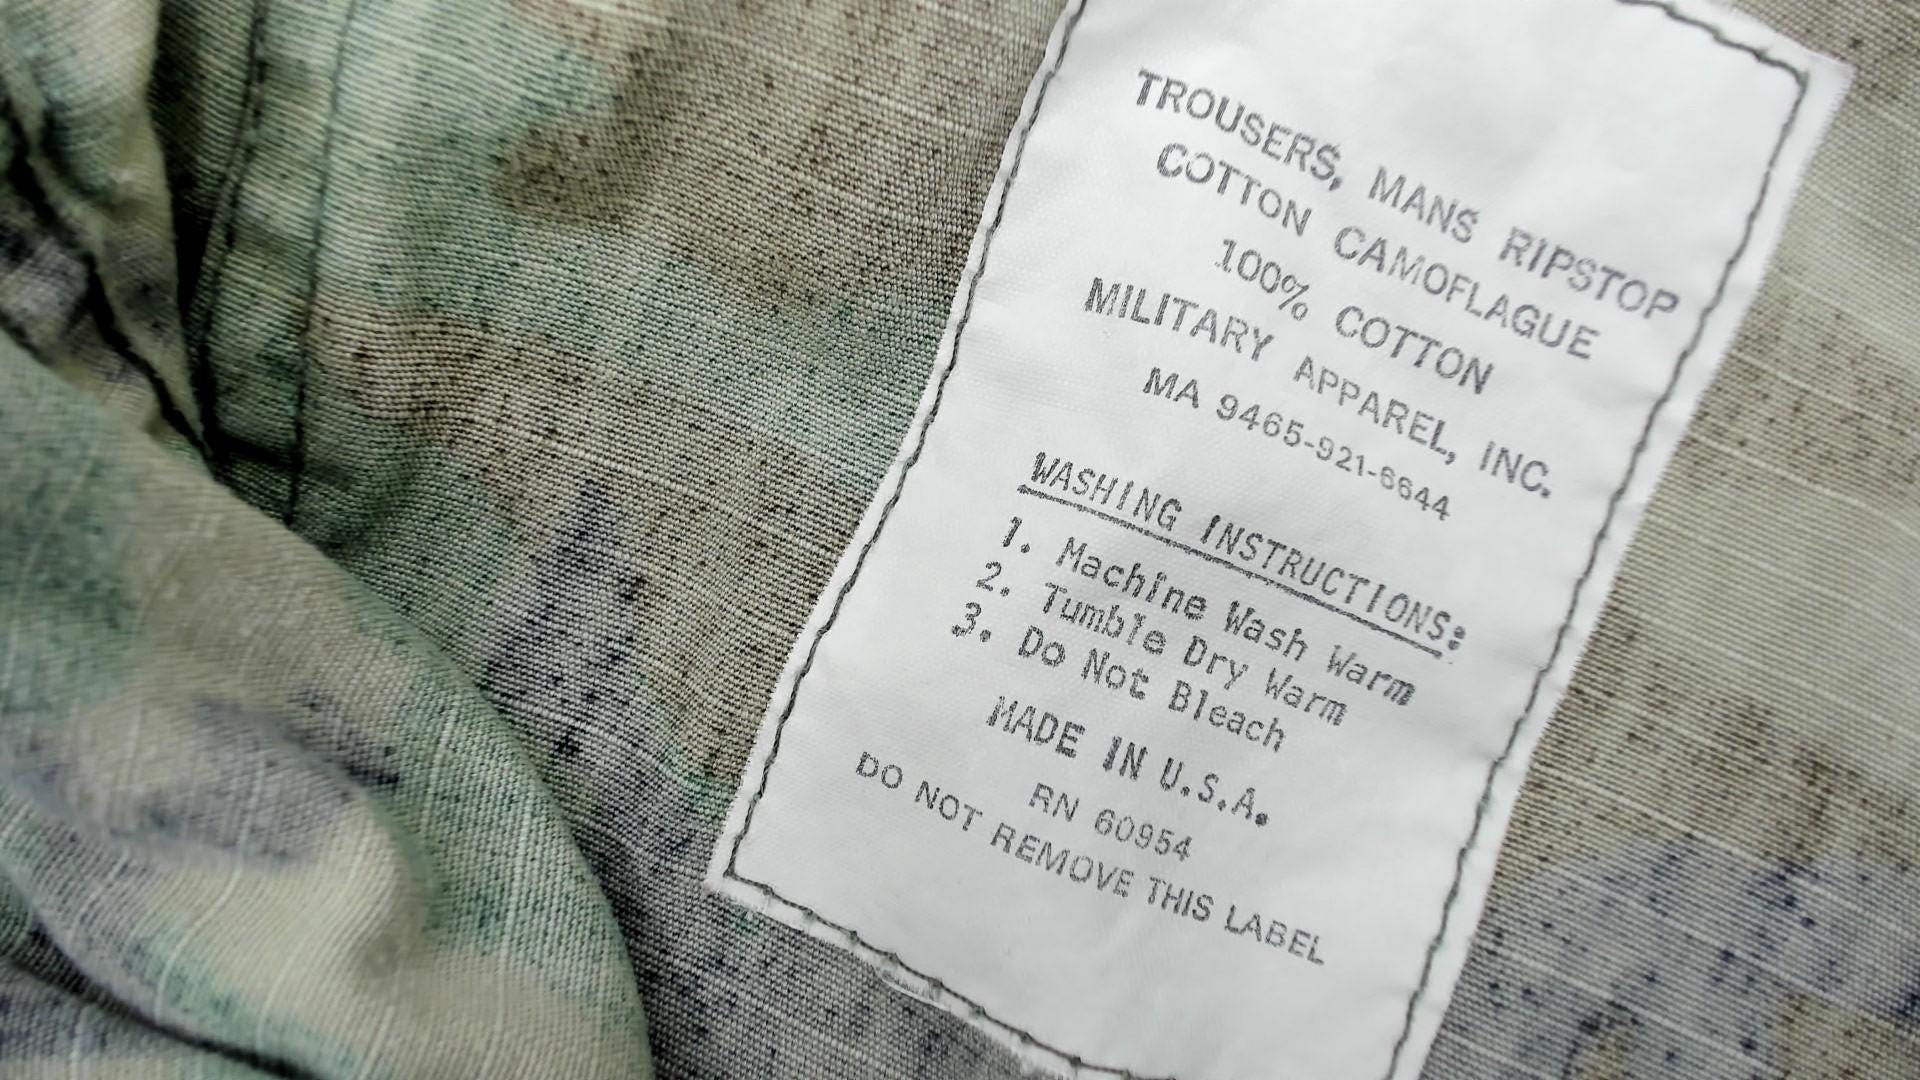 TROUSERS, MANS RIPSTOP
COTTON CAMOFLAGUE
100% COTTON
MILITARY APPAREL, INC.
MA 9465-921-6644
WASHING INSTRUCTIONS:
1. Machine Wash Warm
2. Tumble Dry Warm
3. Do Not Bleach
MADE IN U.S.A.
RN 60954
DO NOT REMOVE THIS LABEL